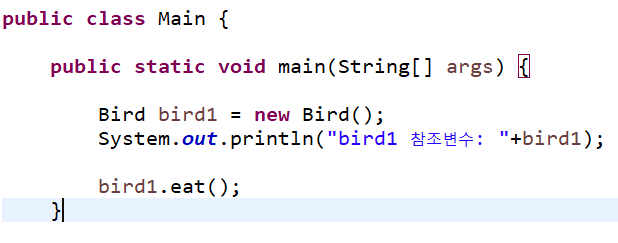 public class Main {
public static void main(String[] args) {
Bird bird1 = new Bird();
System.out.println("bird1 참조변수: "+bird1);
bird1.eat();
}